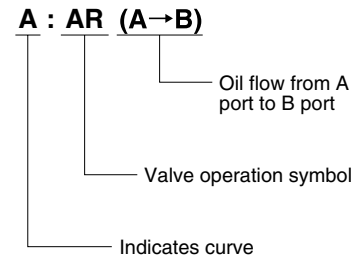 A : AR (A→B)
Oil flow from A
port to B port
Valve operation symbol
Indicates curve